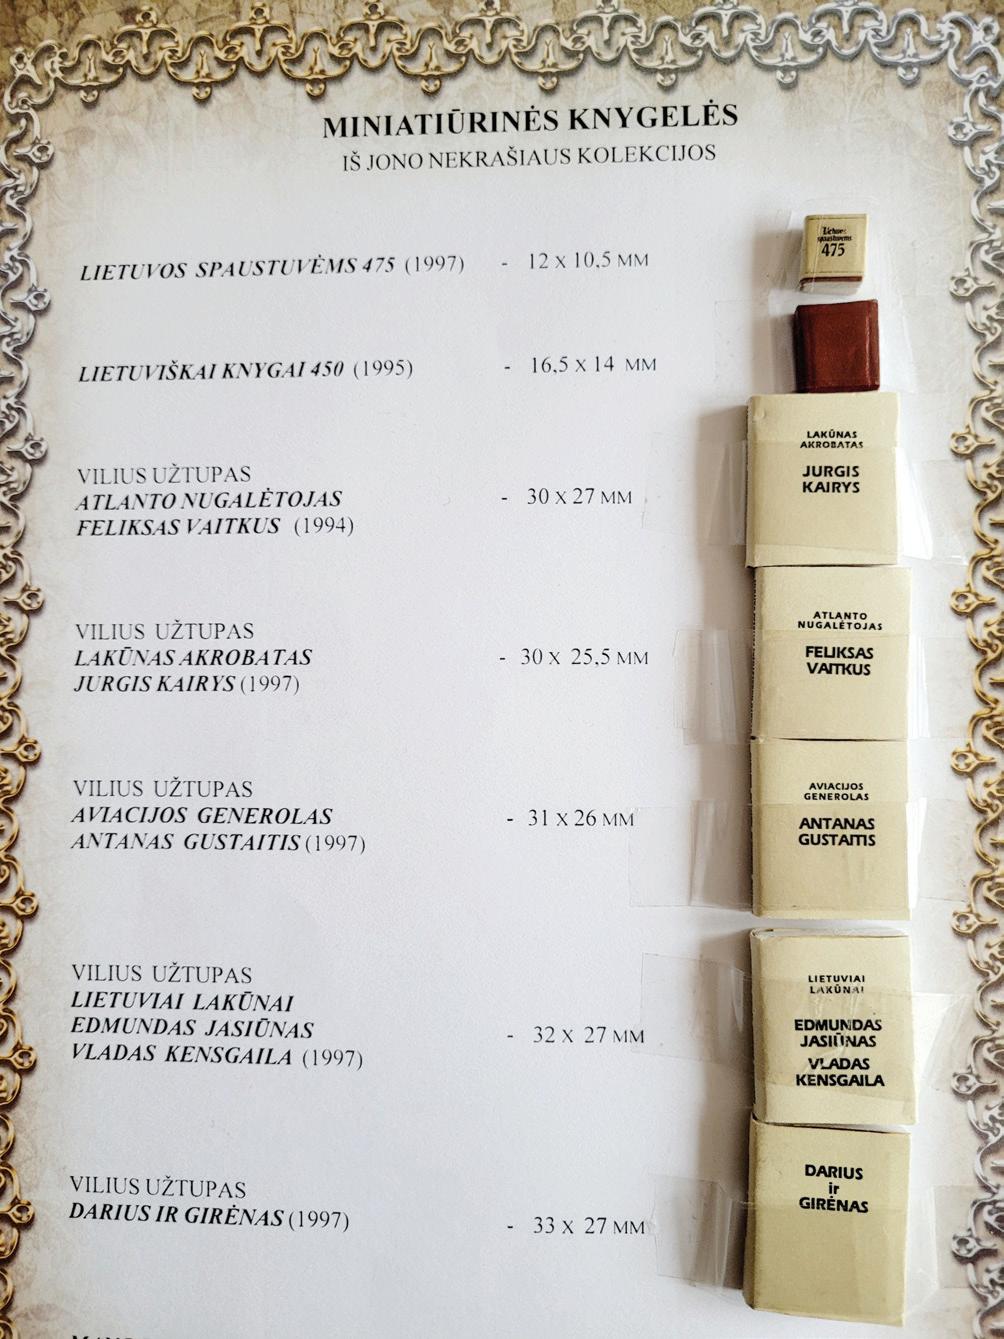 MINIATIŪRINĖS KNYGELĖS
IŠ JONO NEKRAŠIAUS KOLEKCIJOS
LIETUVOS SPAUSTUVĖMS 475 (1997) - 12 X 10,5 MM
LIETUVIŠKAI KNYGAI 450 (1995) - 16,5 X 14 MM
VILIUS UŽTUPAS
ATLANTO NUGALĖTOJAS
FELIKSAS VAITKUS (1994)
- 30 X 27 MM
VILIUS UŽTUPAS
LAKŪNAS AKROBATAS
JURGIS KAIRYS (1997)
- 30 X 25,5 MM
VILIUS UŽTUPAS
AVIACIJOS GENEROLAS
ANTANAS GUSTAITIS (1997)
- 31 X 26 MM
VILIUS UŽTUPAS
LIETUVIAI LAKŪNAI
EDMUNDAS JASIŪNAS
VLADAS KENSGAILA (1997)
- 32 X 27 MM
VILIUS UŽTUPAS
DARIUS IR GIRĖNAS (1997)
- 33 X 27 MM
Lietuvos
spaustuvėms
475
LAKŪNAS
AKROBATAS
JURGIS
KAIRYS
ATLANTO
NUGALĖTOJAS
FELIKSAS
VAITKUS
AVIACIJOS
GENEROLAS
ANTANAS
GUSTAITIS
LIETUVIAI
LAKŪNAI
EDMUNDAS
JASIŪNAS
VLADAS
KENSGAILA
DARIUS
ir
GIRĖNAS